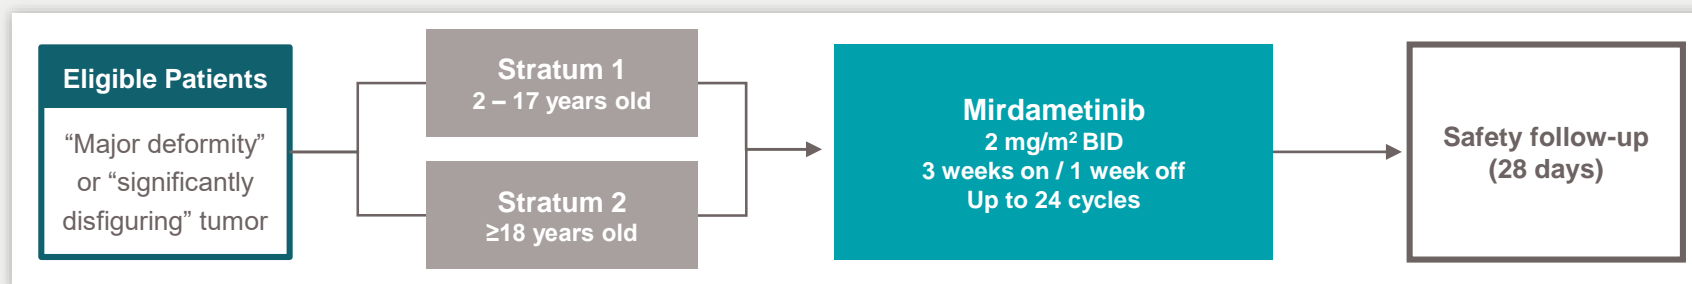 Eligible Patients
“Major deformity”
or “significantly
disfiguring” tumor
Stratum 1
2 – 17 years old
Stratum 2
≥18 years old
Mirdametinib
2 mg/m² BID
3 weeks on / 1 week off
Up to 24 cycles
Safety follow-up
(28 days)